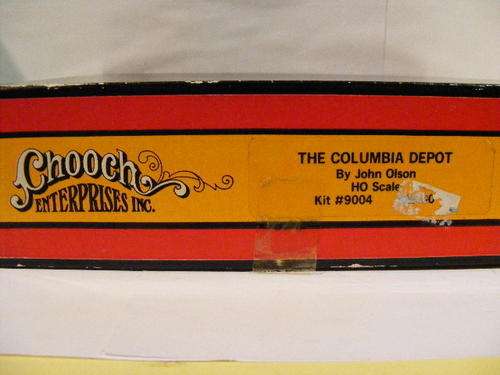 Chooch
ENTERPRISES INC.
THE COLUMBIA DEPOT
By John Olson
HO Scale
Kit #9004